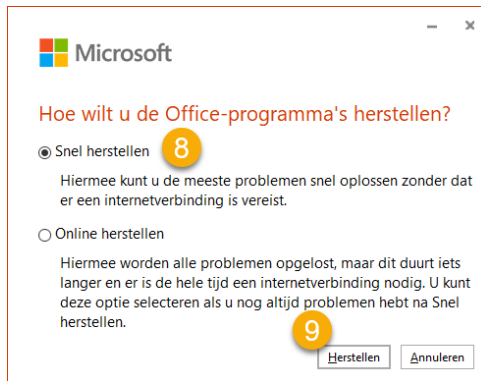 Microsoft
Hoe wilt u de Office-programma's herstellen?
Snel herstellen 8
Hiermee kunt u de meeste problemen snel oplossen zonder dat
er een internetverbinding is vereist.
Online herstellen
Hiermee worden alle problemen opgelost, maar dit duurt iets
langer en er is de hele tijd een internetverbinding nodig. U kunt
deze optie selecteren als u nog altijd problemen hebt na Snel
herstellen.
9
Herstellen Annuleren